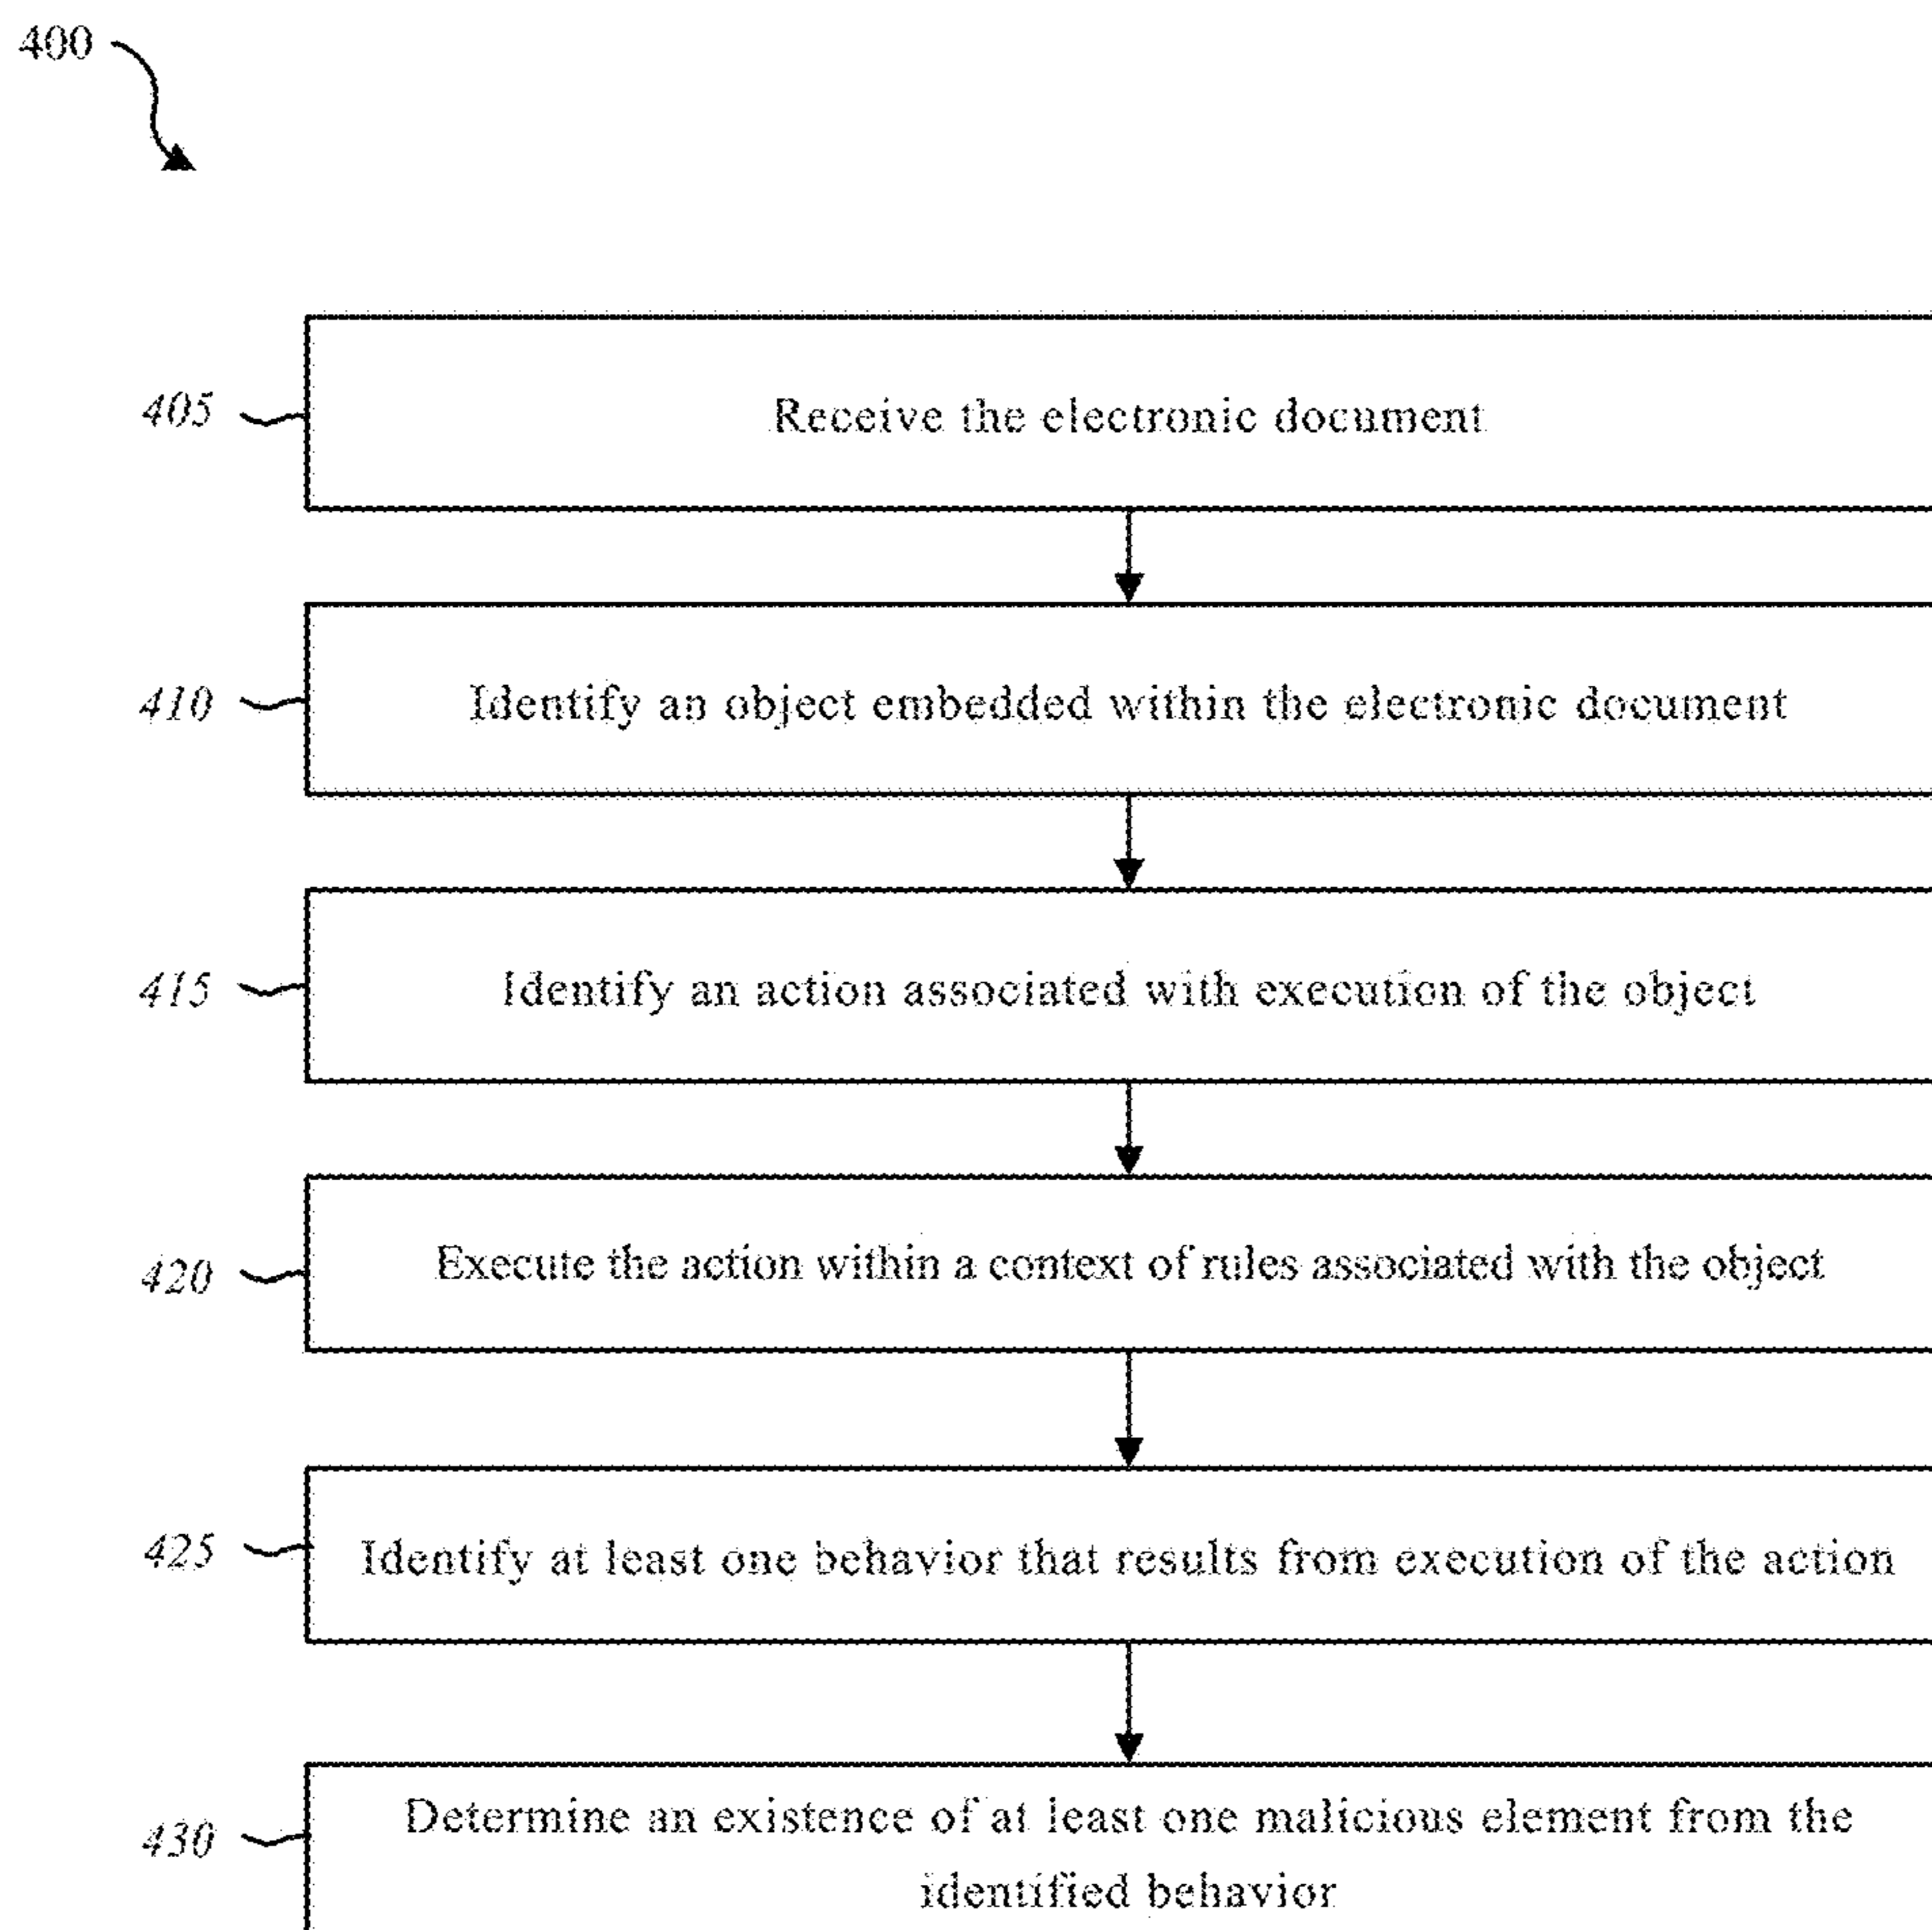 400
405
Receive the electronic document
410
Identify an object embedded within the electronic document
415
Identify an action associated with execution of the object
420
Execute the action within a context of rules associated with the object
425
Identify at least one behavior that results from execution of the action
430
Determine an existence of at least one malicious element from the
identified behavior